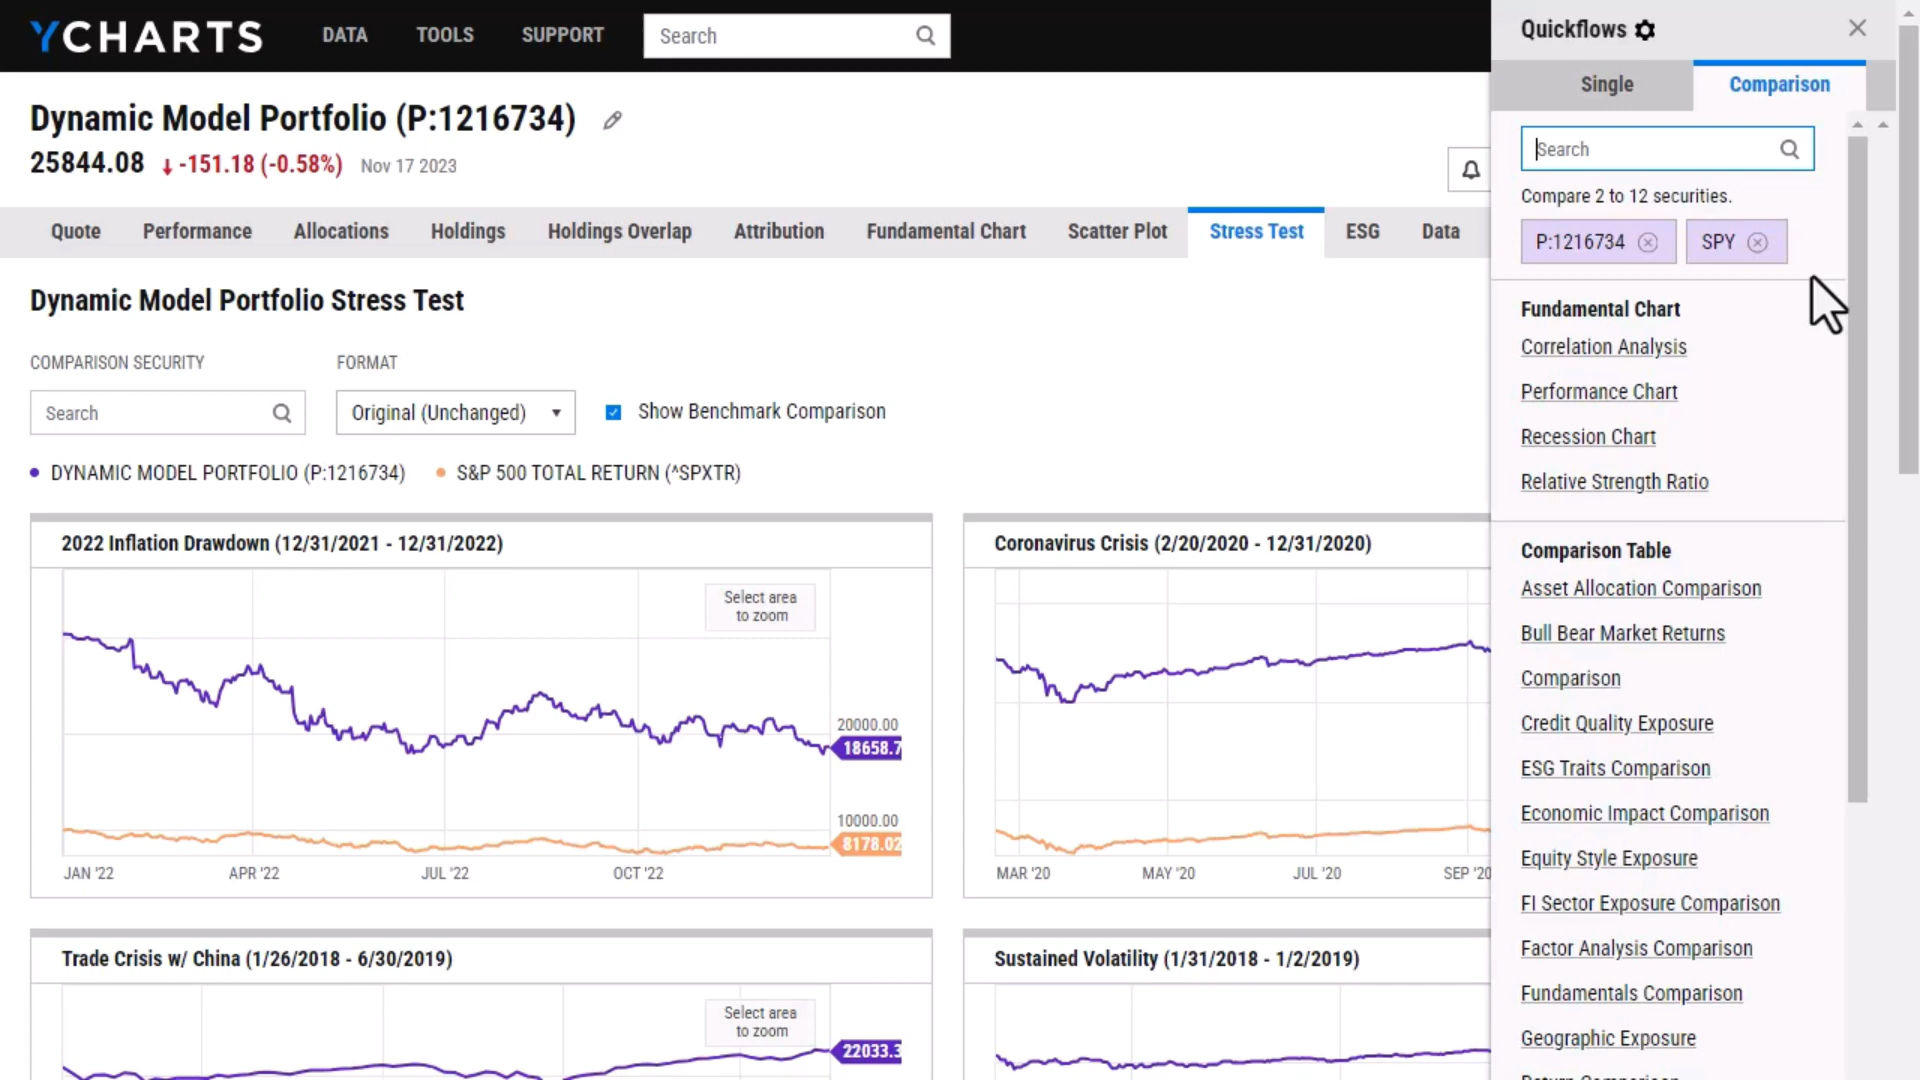 YCHARTS
DATA
TOOLS
SUPPORT
Search
Dynamic Model Portfolio (P:1216734)
25844.08
-151.18 (-0.58%)
Nov 17 2023
Quote
Performance
Allocations
Holdings
Holdings Overlap
Attribution
Fundamental Chart
Scatter Plot
Stress Test
ESG
Data
Dynamic Model Portfolio Stress Test
COMPARISON SECURITY
FORMAT
Search
Original (Unchanged)
Show Benchmark Comparison
DYNAMIC MODEL PORTFOLIO (P:1216734)
S&P 500 TOTAL RETURN (^SPXTR)
2022 Inflation Drawdown (12/31/2021 - 12/31/2022)
Select area
to zoom
20000.00
18658.7
10000.00
8178.02
JAN '22
APR '22
JUL '22
OCT '22
Coronavirus Crisis (2/20/2020 - 12/31/2020)
MAR '20
MAY '20
JUL '20
SEP '20
Trade Crisis w/ China (1/26/2018 - 6/30/2019)
Select area
to zoom
22033.3
Sustained Volatility (1/31/2018 - 1/2/2019)
Quickflows
Single
Comparison
Search
Compare 2 to 12 securities.
P:1216734
SPY
Fundamental Chart
Correlation Analysis
Performance Chart
Recession Chart
Relative Strength Ratio
Comparison Table
Asset Allocation Comparison
Bull Bear Market Returns
Comparison
Credit Quality Exposure
ESG Traits Comparison
Economic Impact Comparison
Equity Style Exposure
FI Sector Exposure Comparison
Factor Analysis Comparison
Fundamentals Comparison
Geographic Exposure